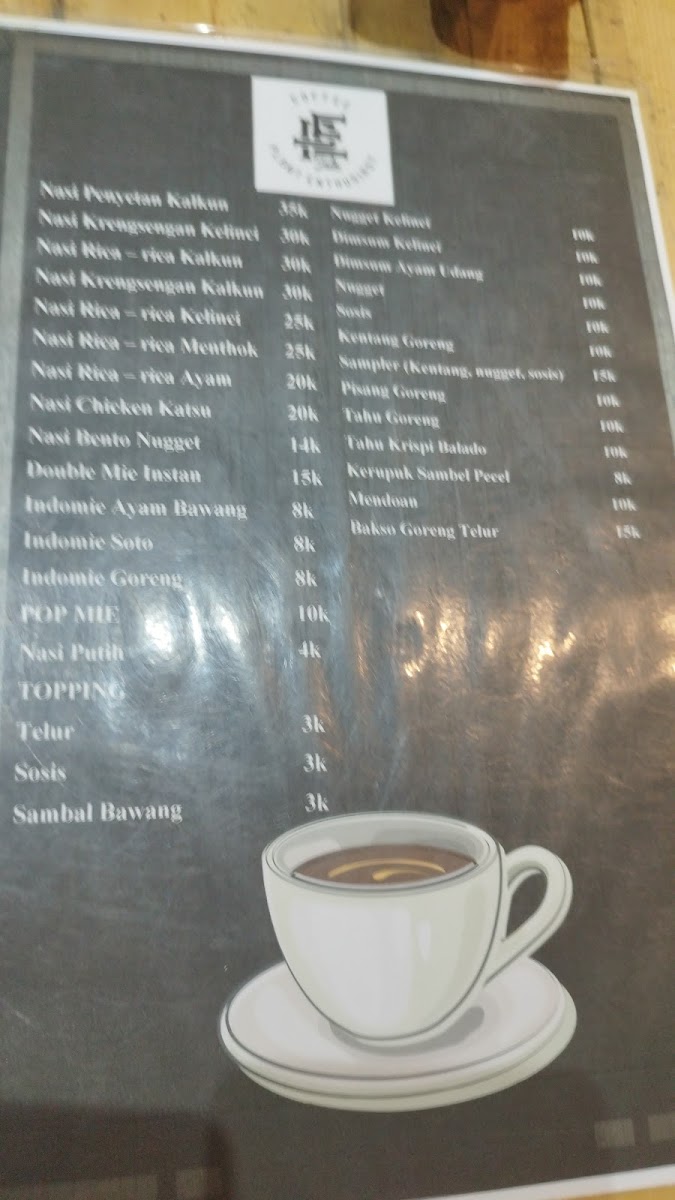 COFFEE
PLANT ENTHUSIAST
Nasi Penyetan Kalkun 35k
Nasi Krengsengan Kelinci 30k
Nasi Rica – rica Kalkun 30k
Nasi Krengsengan Kalkun 30k
Nasi Rica – rica Kelinci 25k
Nasi Rica – rica Menthok 25k
Nasi Rica – rica Ayam 20k
Nasi Chicken Katsu 20k
Nasi Bento Nugget 14k
Double Mie Instan 15k
Indomie Ayam Bawang 8k
Indomie Soto 8k
Indomie Goreng 8k
POP MIE 10k
Nasi Putih 4k
TOPPING
Telur 3k
Sosis 3k
Sambal Bawang 3k
Nugget Kelinci 10k
Dimsum Kelinci 10k
Dimsum Ayam Udang 10k
Nugget 10k
Sosis 10k
Kentang Goreng 10k
Sampler (Kentang, nugget, sosis) 15k
Pisang Goreng 10k
Tahu Goreng 10k
Tahu Krispi Balado 10k
Kerupuk Sambel Pecel 8k
Mendoan 10k
Bakso Goreng Telur 15k